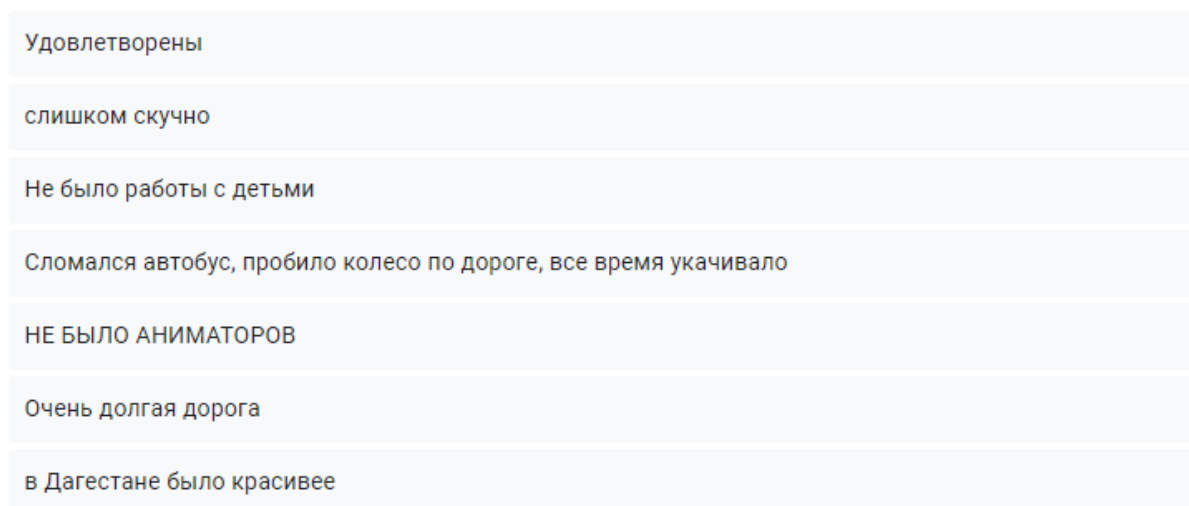 Удовлетворены
слишком скучно
Не было работы с детьми
Сломался автобус, пробило колесо по дороге, все время укачивало
НЕ БЫЛО АНИМАТОРОВ
Очень долгая дорога
в Дагестане было красивее